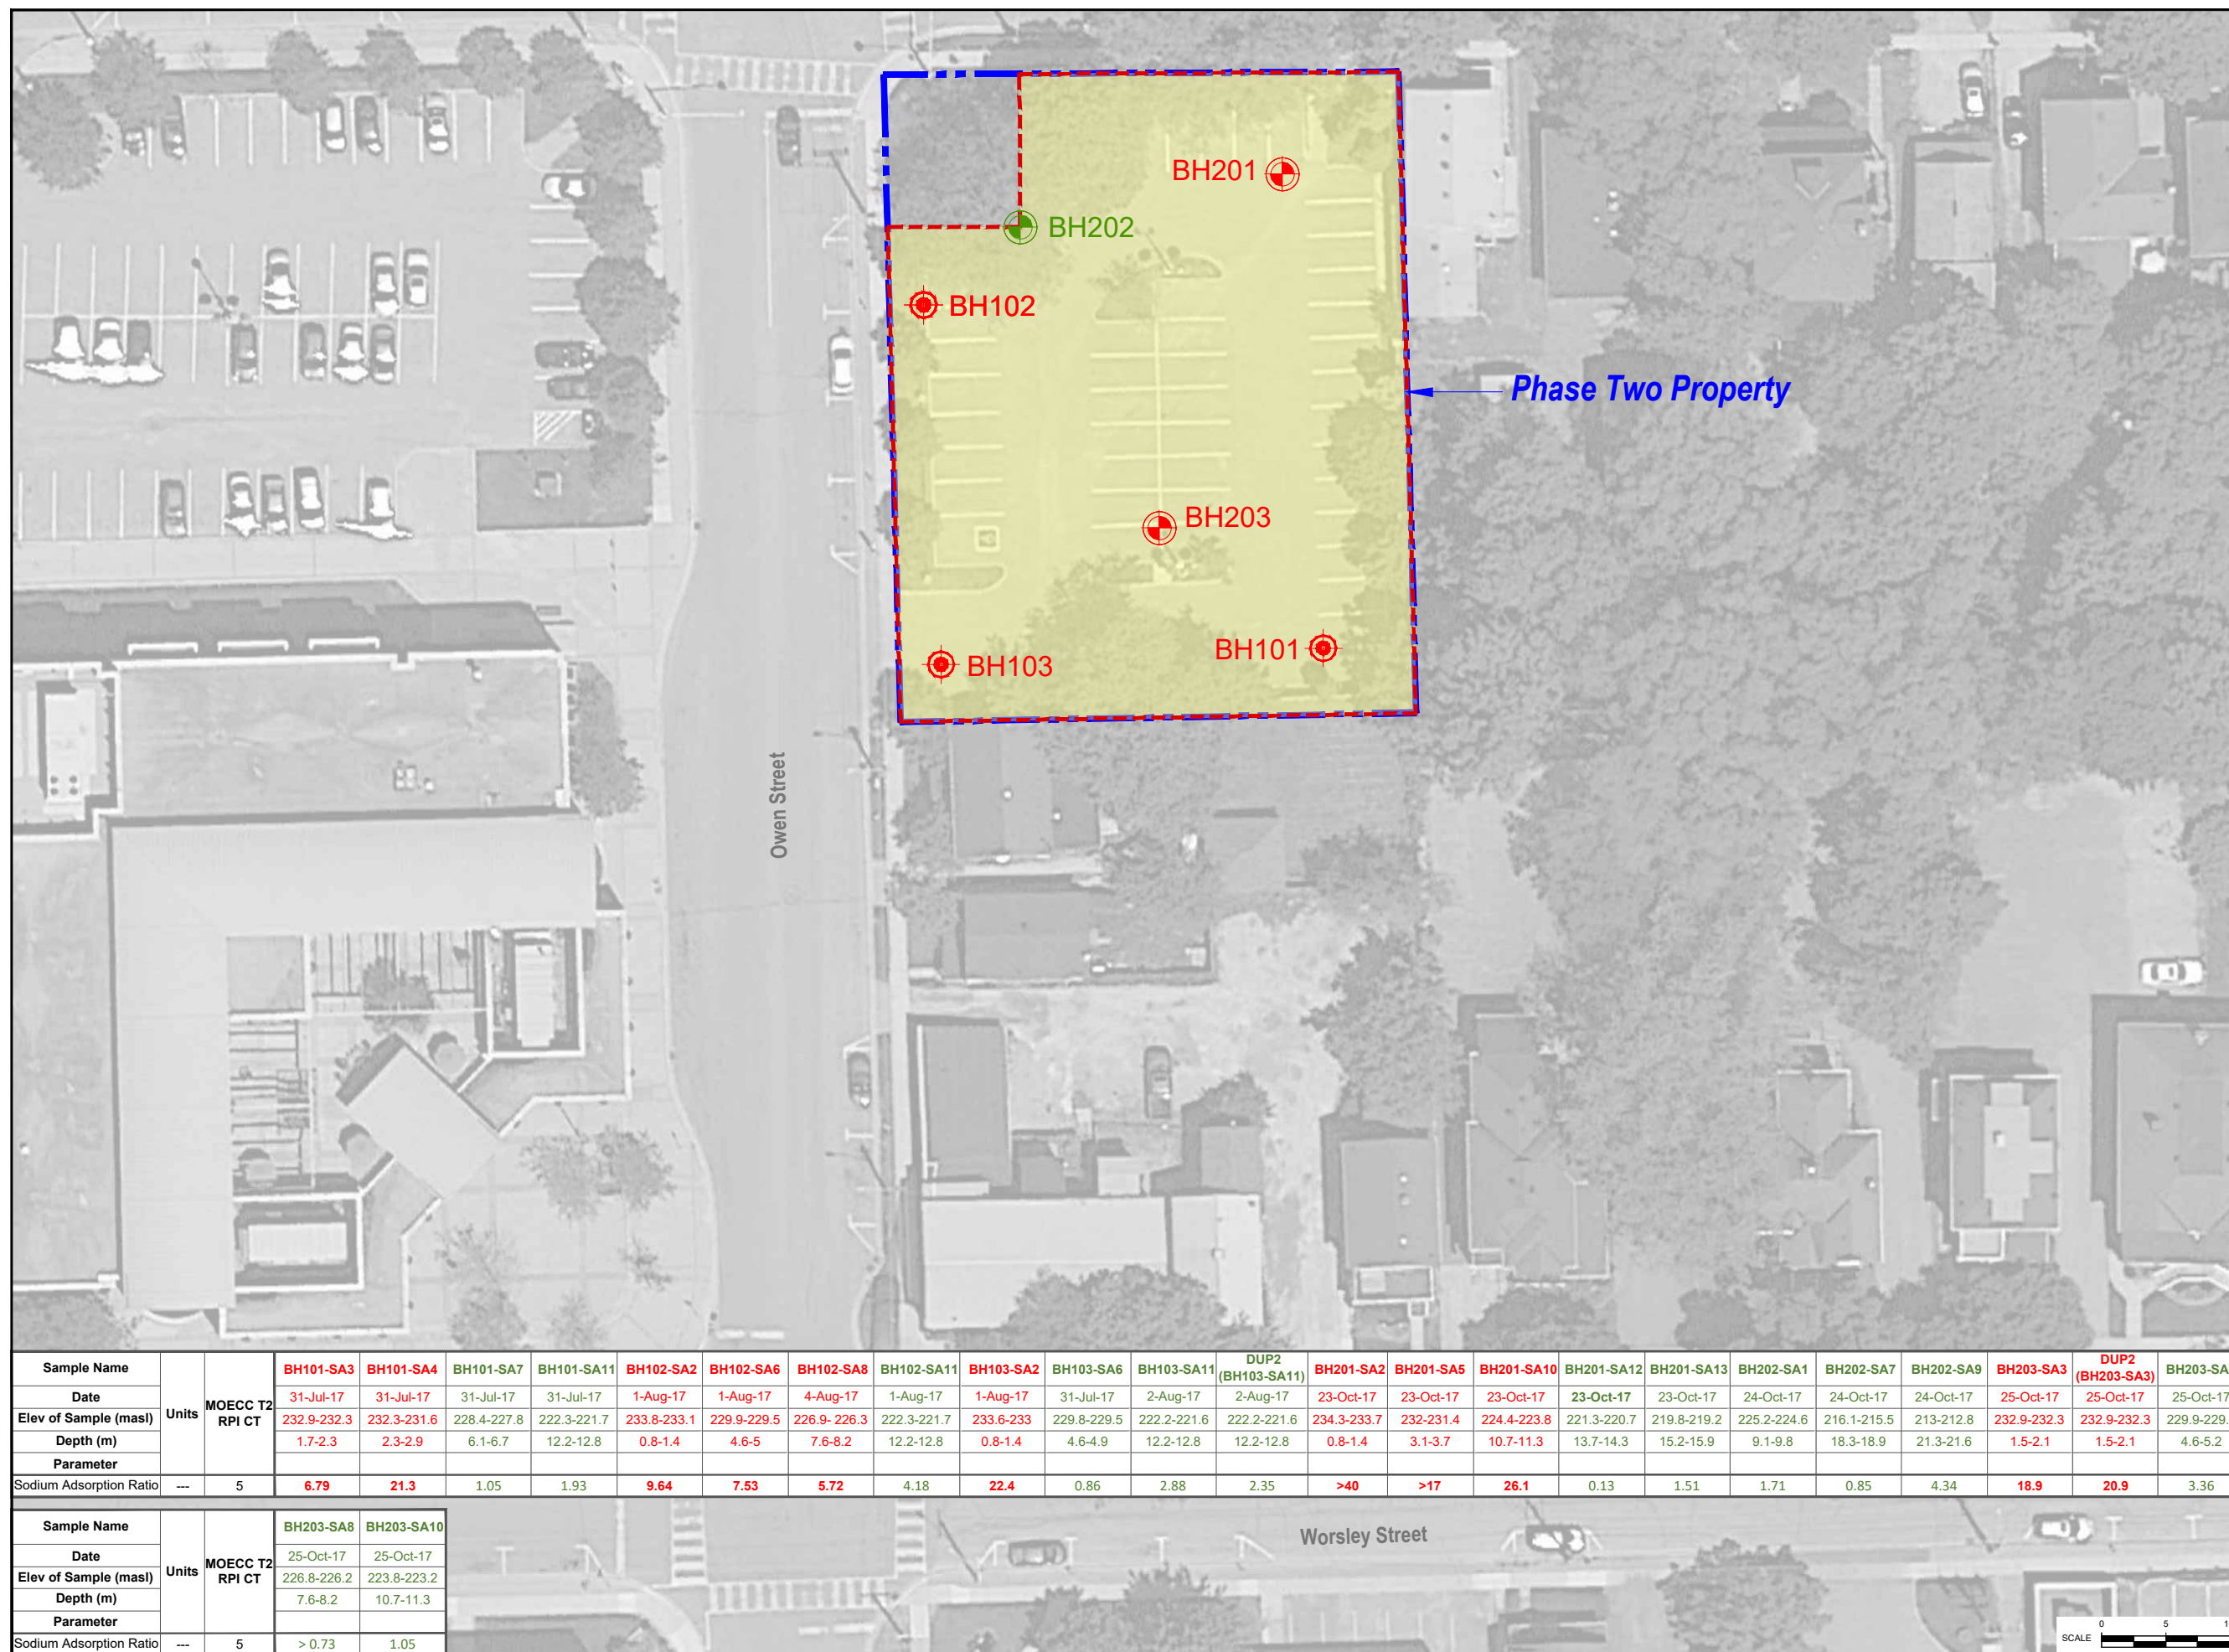 BH201
BH202
BH102
Phase Two Property
BH203
BH101
BH103
Owen Street
Sample Name Units MOECC T2 RPI CT BH101-SA3 BH101-SA4 BH101-SA7 BH101-SA11 BH102-SA2 BH102-SA6 BH102-SA8 BH102-SA11 BH103-SA2 BH103-SA6 BH103-SA11 DUP2 (BH103-SA11) BH201-SA2 BH201-SA5 BH201-SA10 BH201-SA12 BH201-SA13 BH202-SA1 BH202-SA7 BH202-SA9 BH203-SA3 DUP2 (BH203-SA3) BH203-SA
Date 31-Jul-17 31-Jul-17 31-Jul-17 31-Jul-17 1-Aug-17 1-Aug-17 4-Aug-17 1-Aug-17 1-Aug-17 31-Jul-17 2-Aug-17 2-Aug-17 23-Oct-17 23-Oct-17 23-Oct-17 23-Oct-17 23-Oct-17 24-Oct-17 24-Oct-17 24-Oct-17 25-Oct-17 25-Oct-17 25-Oct-17
Elev of Sample (masl) 232.9-232.3 232.3-231.6 228.4-227.8 222.3-221.7 233.8-233.1 229.9-229.5 226.9- 226.3 222.3-221.7 233.6-233 229.8-229.5 222.2-221.6 222.2-221.6 234.3-233.7 232-231.4 224.4-223.8 221.3-220.7 219.8-219.2 225.2-224.6 216.1-215.5 213-212.8 232.9-232.3 232.9-232.3 229.9-229.
Depth (m) 1.7-2.3 2.3-2.9 6.1-6.7 12.2-12.8 0.8-1.4 4.6-5 7.6-8.2 12.2-12.8 0.8-1.4 4.6-4.9 12.2-12.8 12.2-12.8 0.8-1.4 3.1-3.7 10.7-11.3 13.7-14.3 15.2-15.9 9.1-9.8 18.3-18.9 21.3-21.6 1.5-2.1 1.5-2.1 4.6-5.2
Parameter
Sodium Adsorption Ratio --- 5 6.79 21.3 1.05 1.93 9.64 7.53 5.72 4.18 22.4 0.86 2.88 2.35 >40 >17 26.1 0.13 1.51 1.71 0.85 4.34 18.9 20.9 3.36
Sample Name Units MOECC T2 RPI CT BH203-SA8 BH203-SA10
Date 25-Oct-17 25-Oct-17
Elev of Sample (masl) 226.8-226.2 223.8-223.2
Depth (m) 7.6-8.2 10.7-11.3
Parameter
Sodium Adsorption Ratio --- 5 > 0.73 1.05
Worsley Street
SCALE 0 5